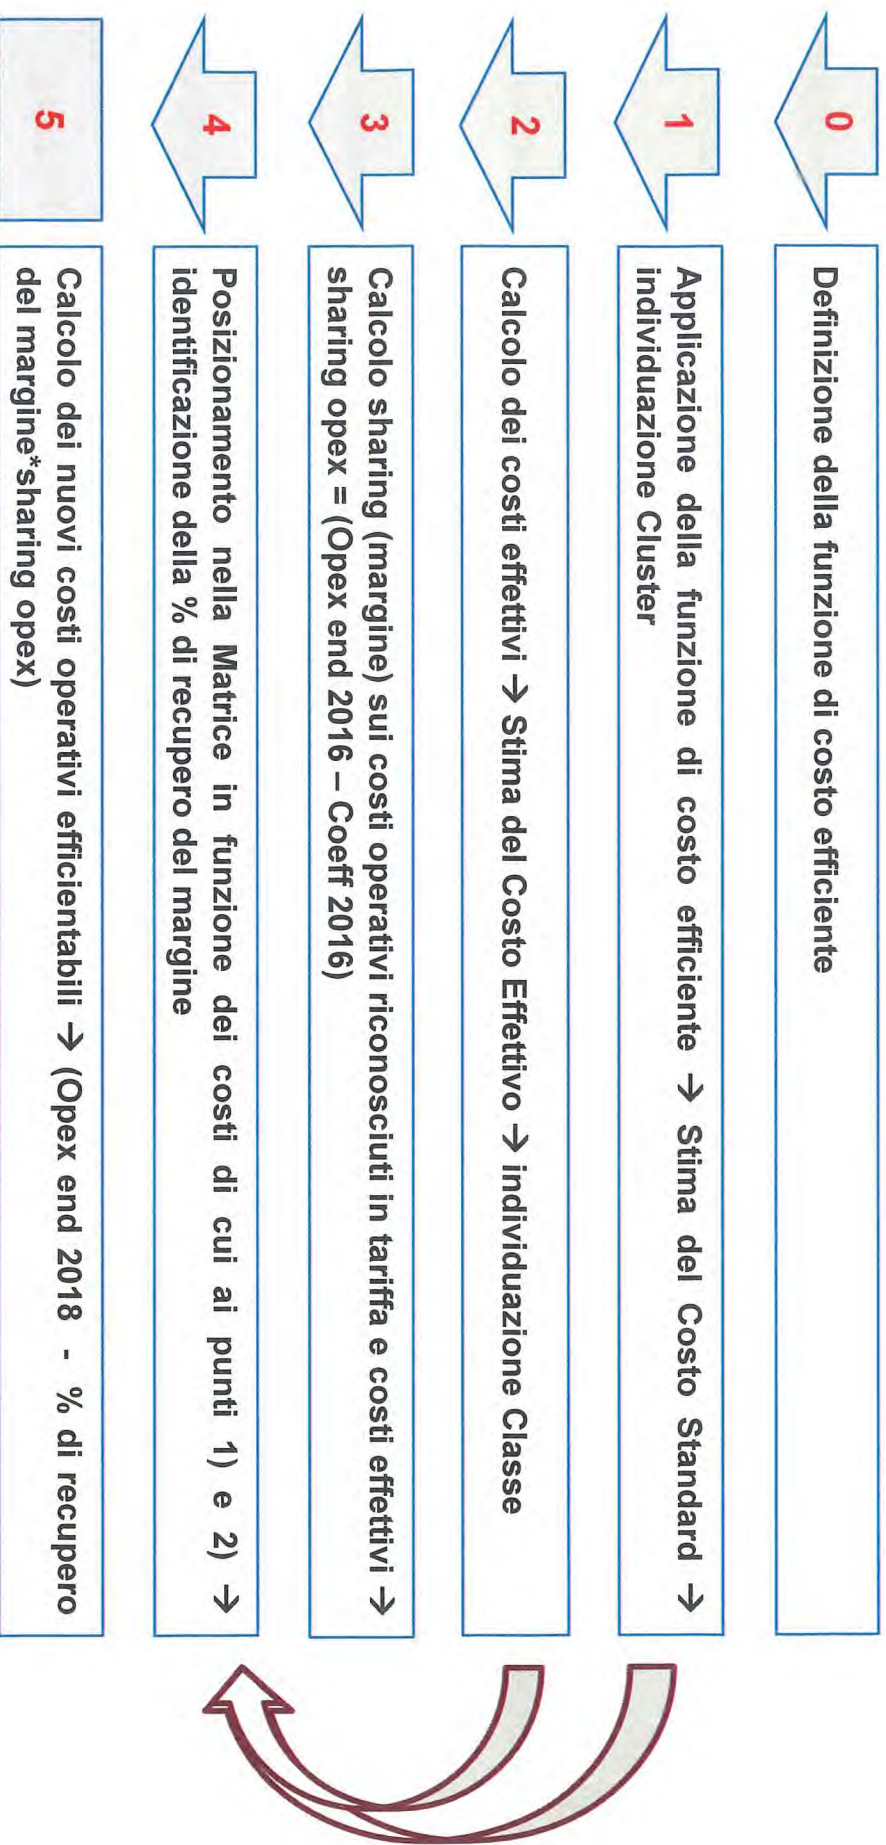 0
Definizione della funzione di costo efficiente
1
Applicazione della funzione di costo efficiente → Stima del Costo Standard →
individuazione Cluster
2
Calcolo dei costi effettivi → Stima del Costo Effettivo → individuazione Classe
3
Calcolo sharing (margine) sui costi operativi riconosciuti in tariffa e costi effettivi →
sharing opex = (Opex end 2016 – Coeff 2016)
4
Posizionamento nella Matrice in funzione dei costi di cui ai punti 1) e 2) →
identificazione della % di recupero del margine
5
Calcolo dei nuovi costi operativi efficientabili → (Opex end 2018 - % di recupero
del margine*sharing opex)